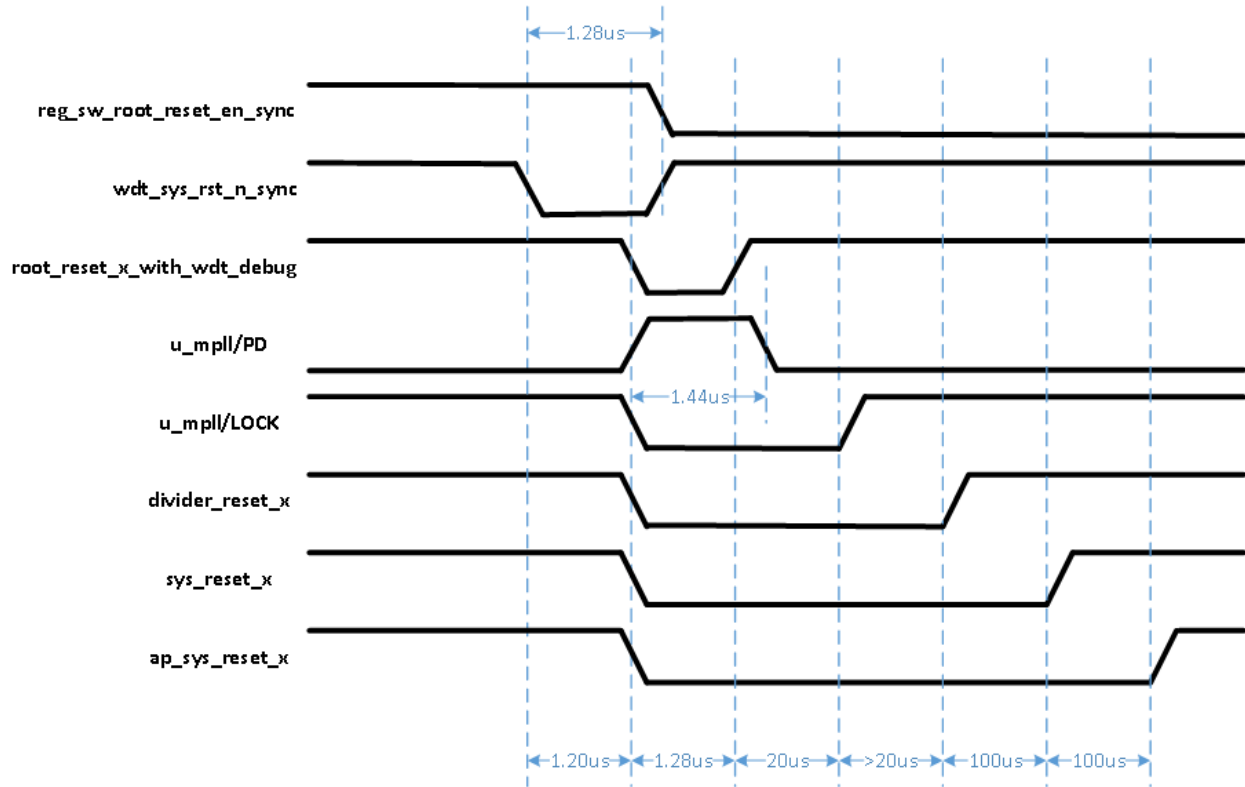 1.28us
reg_sw_root_reset_en_sync
wdt_sys_rst_n_sync
root_reset_x_with_wdt_debug
u_mpll/PD
1.44us
u_mpll/LOCK
divider_reset_x
sys_reset_x
ap_sys_reset_x
1.20us 1.28us 20us >20us 100us 100us